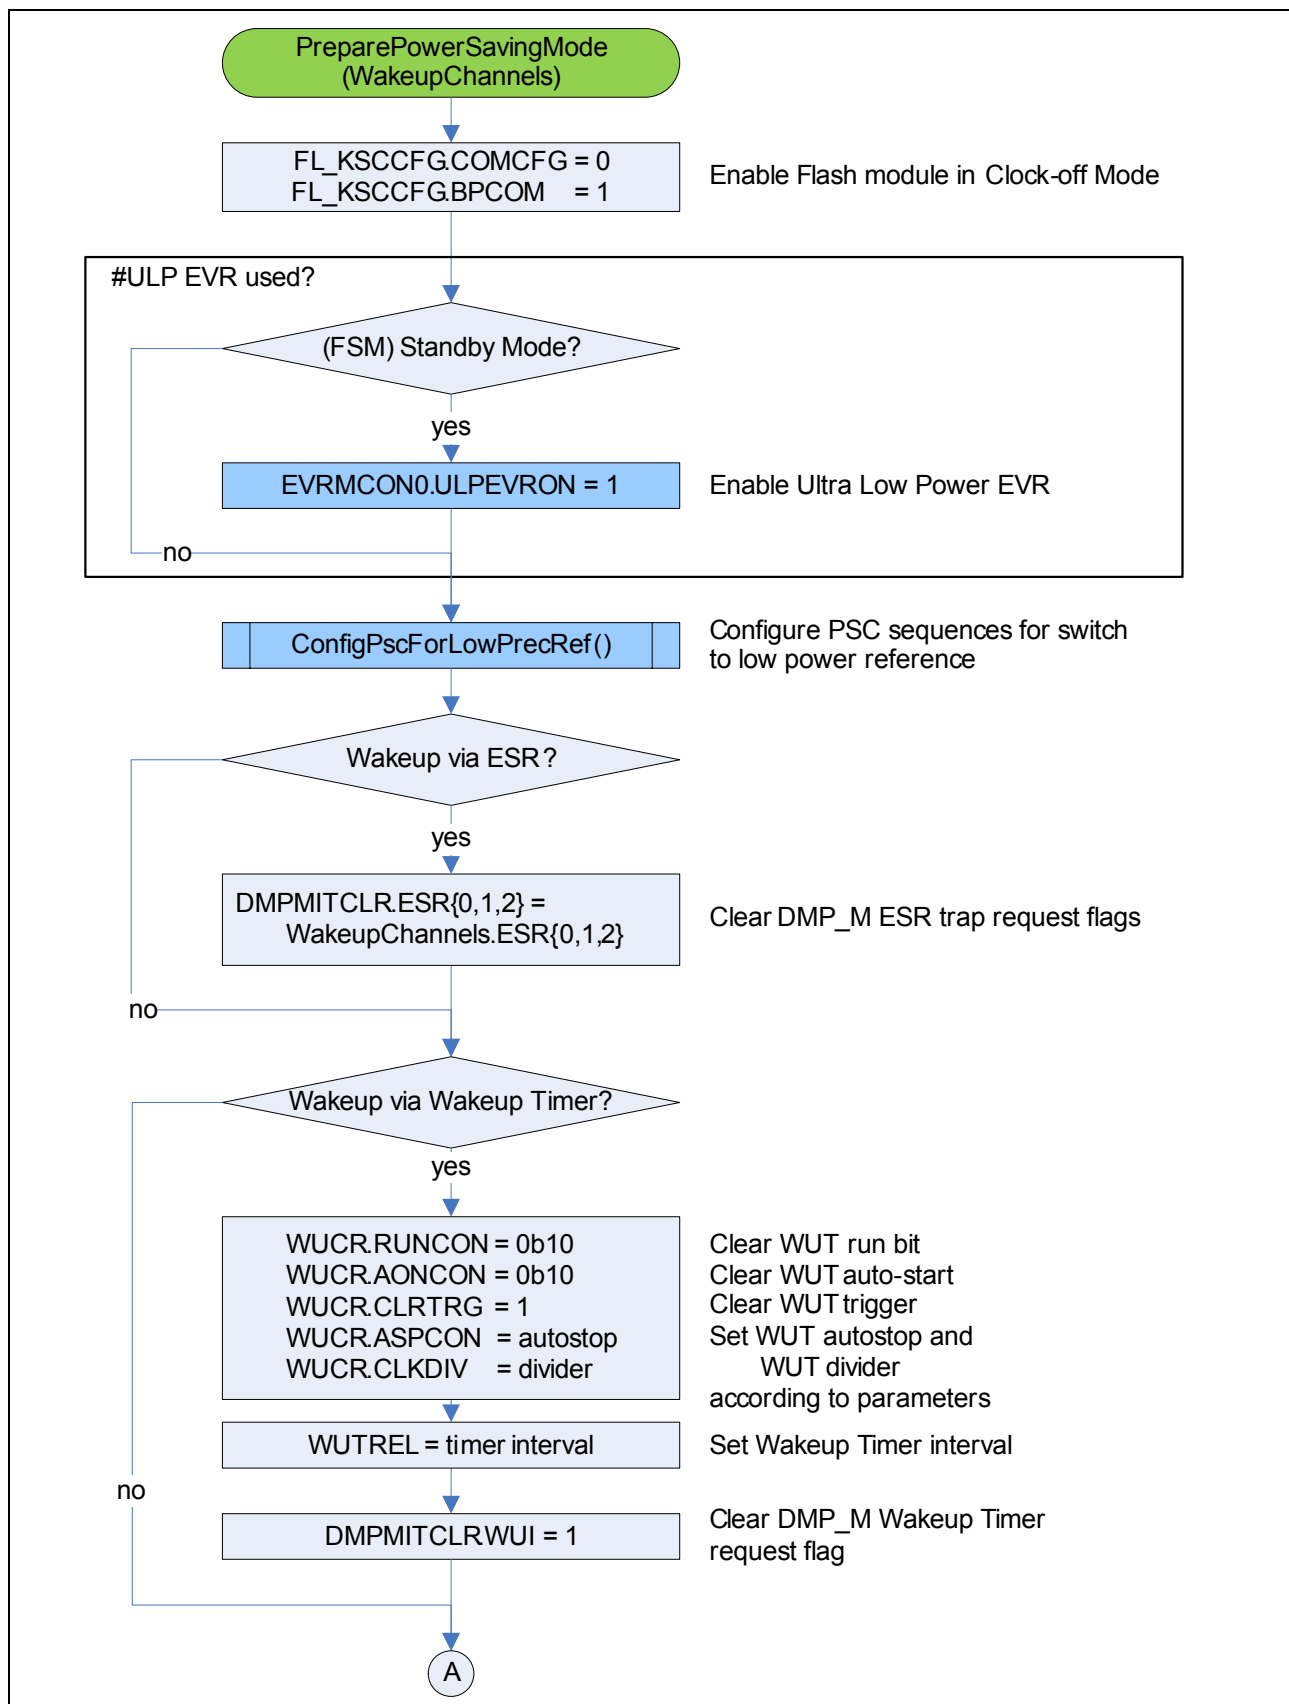 PreparePowerSavingMode
(WakeupChannels)
FL_KSCCFG.COMCFG = 0
FL_KSCCFG.BPCOM = 1
Enable Flash module in Clock-off Mode
#ULP EVR used?
(FSM) Standby Mode?
yes
EVRMCON0.ULPEVRON = 1
Enable Ultra Low Power EVR
no
ConfigPscForLowPrecRef()
Configure PSC sequences for switch
to low power reference
Wakeup via ESR?
yes
DMPMITCLR.ESR{0,1,2} =
WakeupChannels.ESR{0,1,2}
Clear DMP_M ESR trap request flags
no
Wakeup via Wakeup Timer?
yes
WUCR.RUNCON = 0b10
Clear WUT run bit
WUCR.AONCON = 0b10
Clear WUT auto-start
WUCR.CLRTRG = 1
Clear WUT trigger
WUCR.ASPCON = autostop
Set WUT autostop and
WUCR.CLKDIV = divider
WUT divider
according to parameters
WUTREL = timer interval
Set Wakeup Timer interval
no
DMPMITCLR.WUI = 1
Clear DMP_M Wakeup Timer
request flag
A